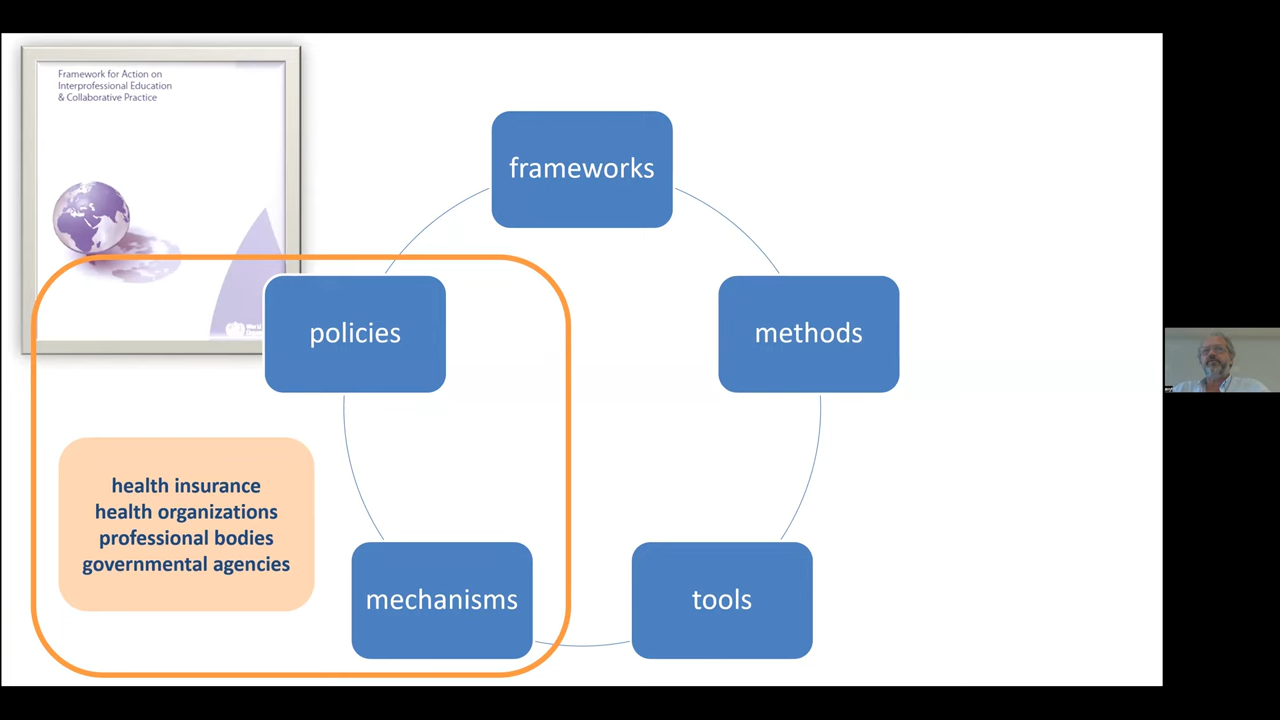 Framework for Action on
Interprofessional Education
& Collaborative Practice
frameworks
policies
methods
health insurance
health organizations
professional bodies
governmental agencies
mechanisms
tools